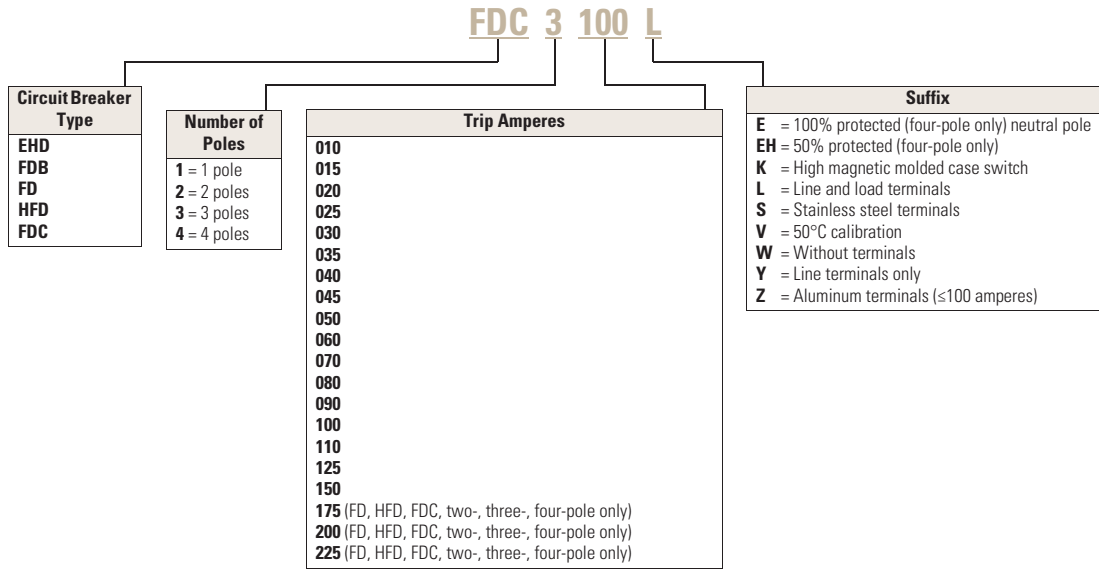 FDC 3 100 L
Circuit Breaker
Type
EHD
FDB
FD
HFD
FDC
Number of
Poles
1 = 1 pole
2 = 2 poles
3 = 3 poles
4 = 4 poles
Trip Amperes
010
015
020
025
030
035
040
045
050
060
070
080
090
100
110
125
150
175 (FD, HFD, FDC, two-, three-, four-pole only)
200 (FD, HFD, FDC, two-, three-, four-pole only)
225 (FD, HFD, FDC, two-, three-, four-pole only)
Suffix
E = 100% protected (four-pole only) neutral pole
EH = 50% protected (four-pole only)
K = High magnetic molded case switch
L = Line and load terminals
S = Stainless steel terminals
V = 50°C calibration
W = Without terminals
Y = Line terminals only
Z = Aluminum terminals (≤100 amperes)